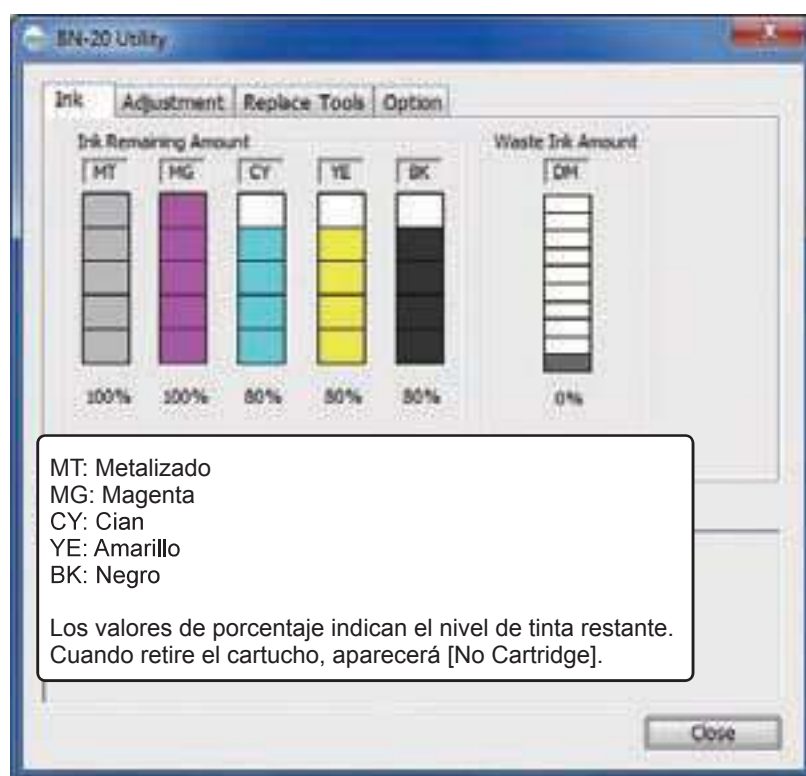 BN-20 Utility
Ink Adjustment Replace Tools Option
Ink Remaining Amount Waste Ink Amount
MT MG CY YE BK DM
100% 100% 80% 80% 80% 0%
MT: Metalizado
MG: Magenta
CY: Cian
YE: Amarillo
BK: Negro
Los valores de porcentaje indican el nivel de tinta restante.
Cuando retire el cartucho, aparecerá [No Cartridge].
Close